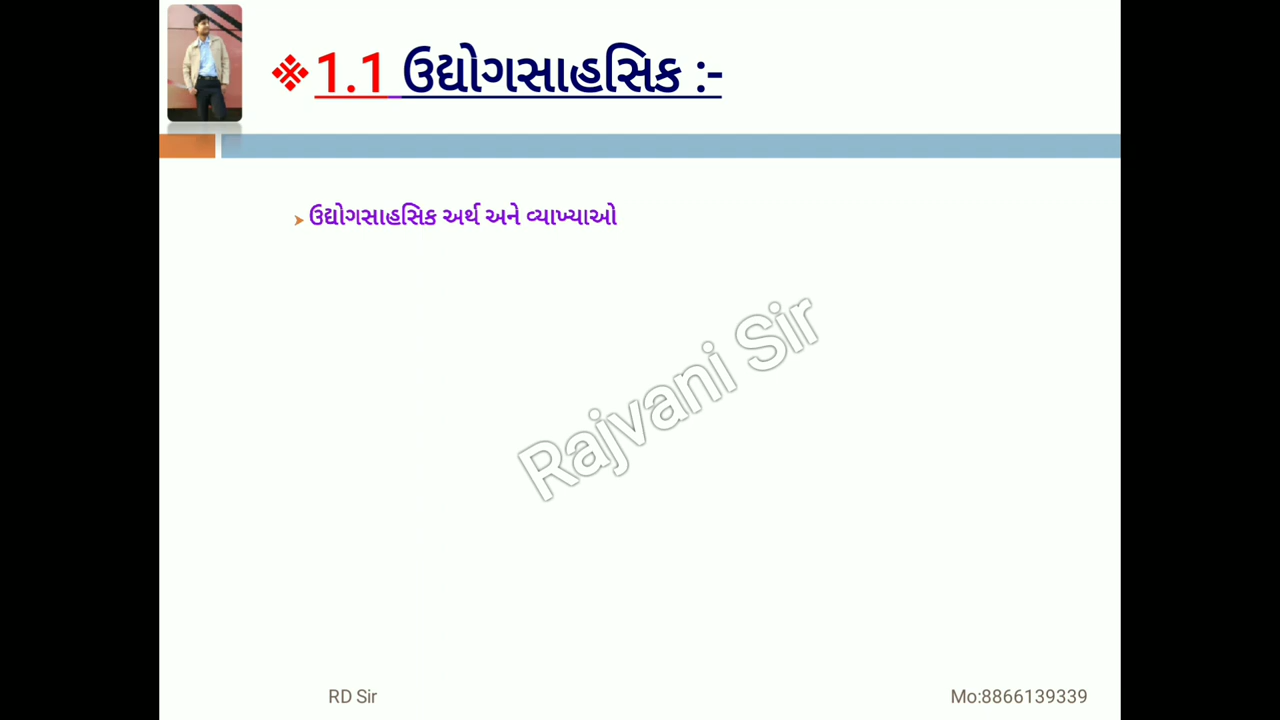 ❖1.1 ઉદ્યોગસાહસિક :-
➤ ઉદ્યોગસાહસિક અર્થ અને વ્યાખ્યાઓ
Rajvani Sir
RD Sir
Mo:8866139339